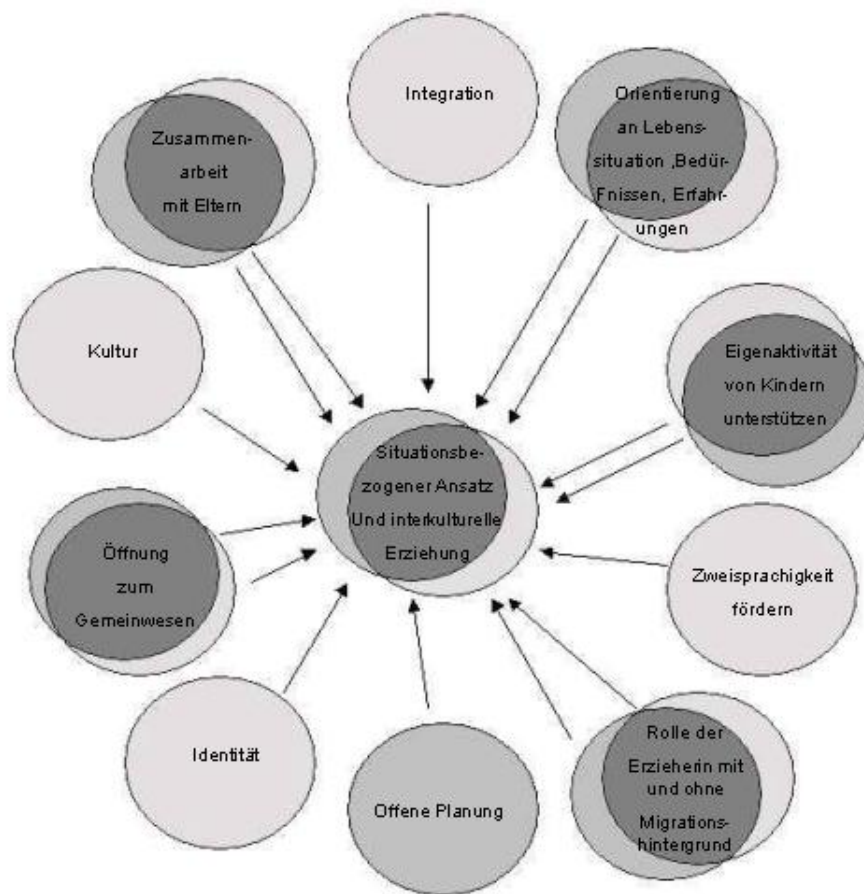 Integration
Orientierung
an Lebens-
situation ,Bedür-
Fnissen, Erfah-
ungen
Zusammen-
arbeit
mit Eltern
Kultur
Eigenaktivität
von Kindern
unterstützen
Situationsbe-
zogener Ansatz
Und interkulturelle
Erziehung
Öffnung
zum
Gemeinwesen
Zweisprachigkeit
fördern
Identität
Offene Planung
Rolle der
Erzieherin mit
und ohne
Migrations-
hintergrund